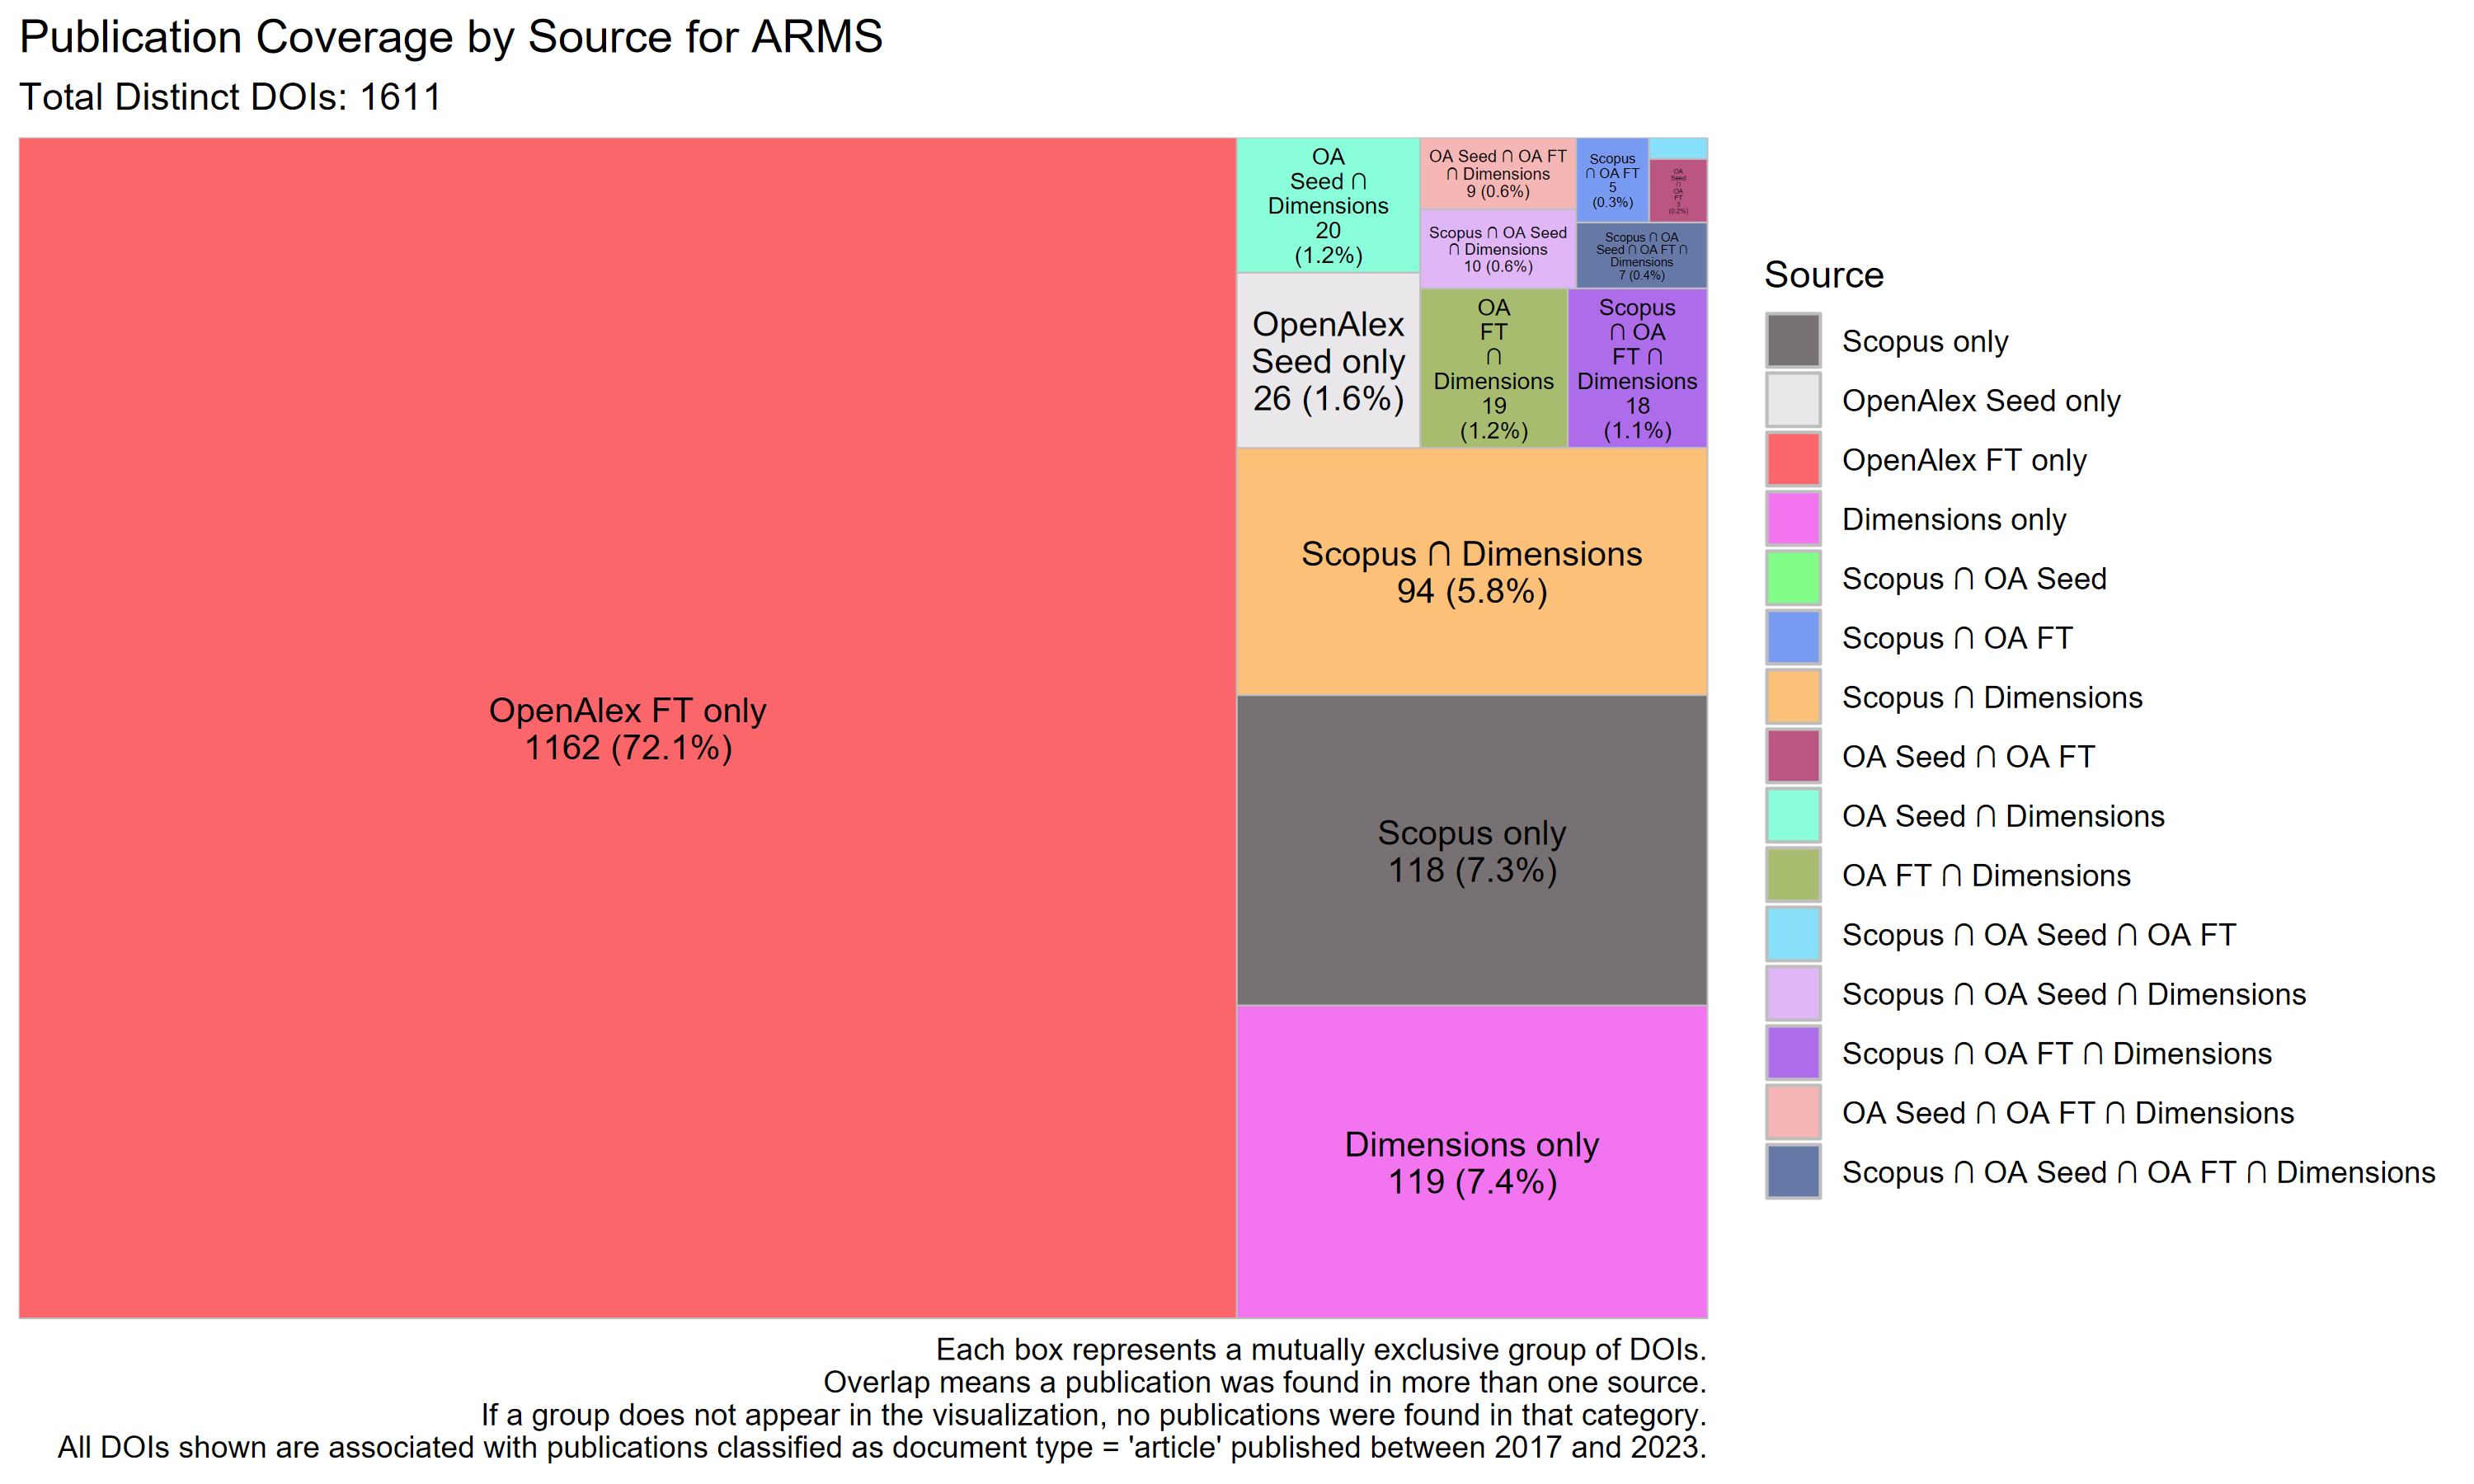 Publication Coverage by Source for ARMS
Total Distinct DOIs: 1611
OpenAlex FT only
1162 (72.1%)
OA
Seed ∩
Dimensions
20
(1.2%)
OpenAlex
Seed only
26 (1.6%)
OA Seed ∩ OA FT
∩ Dimensions
9 (0.6%)
Scopus ∩ OA Seed
∩ Dimensions
10 (0.6%)
Scopus
∩ OA FT
5
(0.3%)
OA
Seed
∩
OA
FT
3
(0.2%)
Scopus ∩ OA
Seed ∩ OA FT ∩
Dimensions
7 (0.4%)
OA
FT
∩
Dimensions
19
(1.2%)
Scopus
∩ OA
FT ∩
Dimensions
18
(1.1%)
Scopus ∩ Dimensions
94 (5.8%)
Scopus only
118 (7.3%)
Dimensions only
119 (7.4%)
Source
Scopus only
OpenAlex Seed only
OpenAlex FT only
Dimensions only
Scopus ∩ OA Seed
Scopus ∩ OA FT
Scopus ∩ Dimensions
OA Seed ∩ OA FT
OA Seed ∩ Dimensions
OA FT ∩ Dimensions
Scopus ∩ OA Seed ∩ OA FT
Scopus ∩ OA Seed ∩ Dimensions
Scopus ∩ OA FT ∩ Dimensions
OA Seed ∩ OA FT ∩ Dimensions
Scopus ∩ OA Seed ∩ OA FT ∩ Dimensions
Each box represents a mutually exclusive group of DOIs.
Overlap means a publication was found in more than one source.
If a group does not appear in the visualization, no publications were found in that category.
All DOIs shown are associated with publications classified as document type = 'article' published between 2017 and 2023.